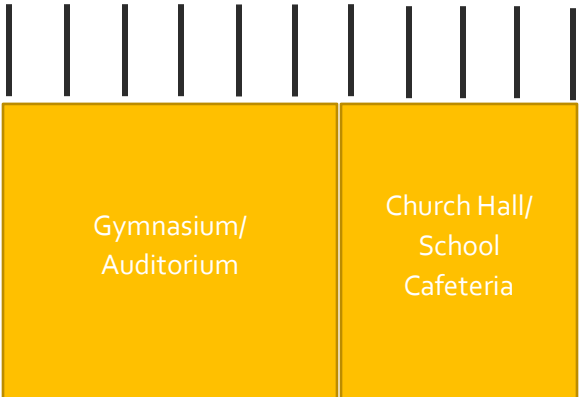 Gymnasium/
Auditorium
Church Hall/
School
Cafeteria